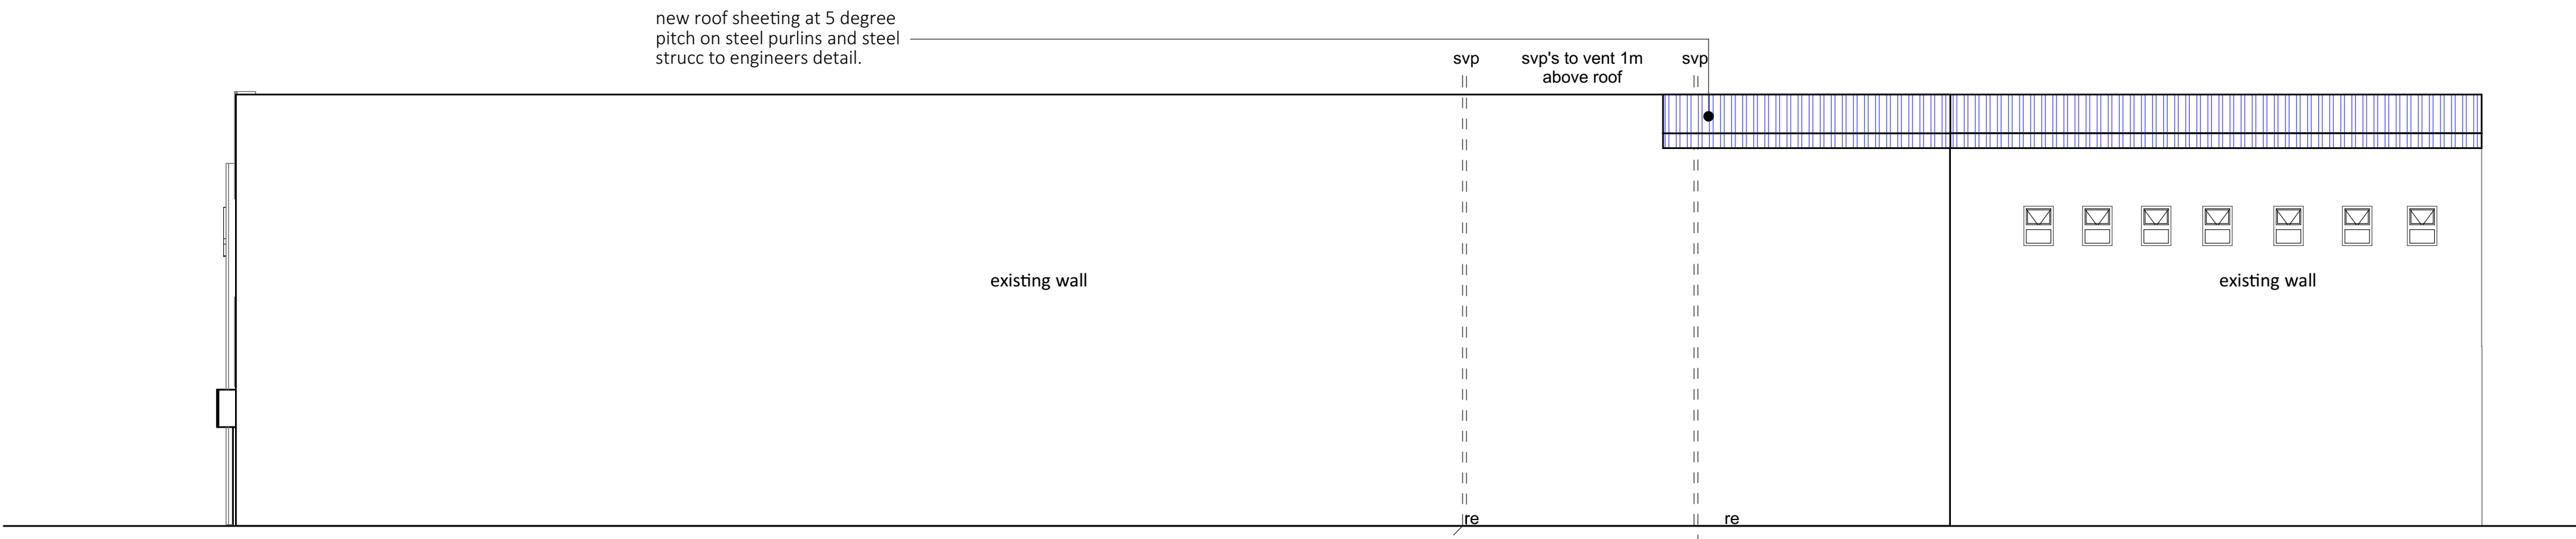 new roof sheeting at 5 degree
pitch on steel purlins and steel
strucc to engineers detail.
svp
svp's to vent 1m
above roof
svp
existing wall
existing wall
re
re